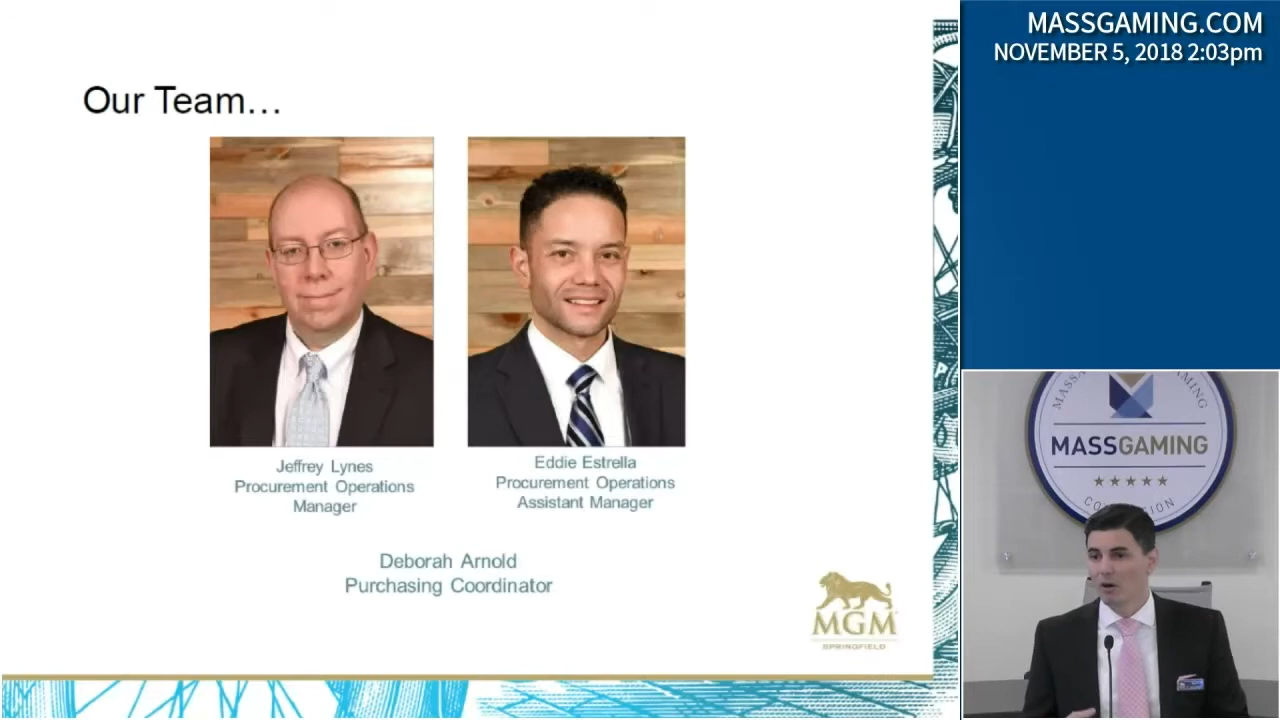 MASSGAMING.COM
NOVEMBER 5, 2018 2:03pm
Our Team...
Jeffrey Lynes
Procurement Operations
Manager
Eddie Estrella
Procurement Operations
Assistant Manager
Deborah Arnold
Purchasing Coordinator
MGM
SPRINGFIELD
GAMING
MASSGAMING